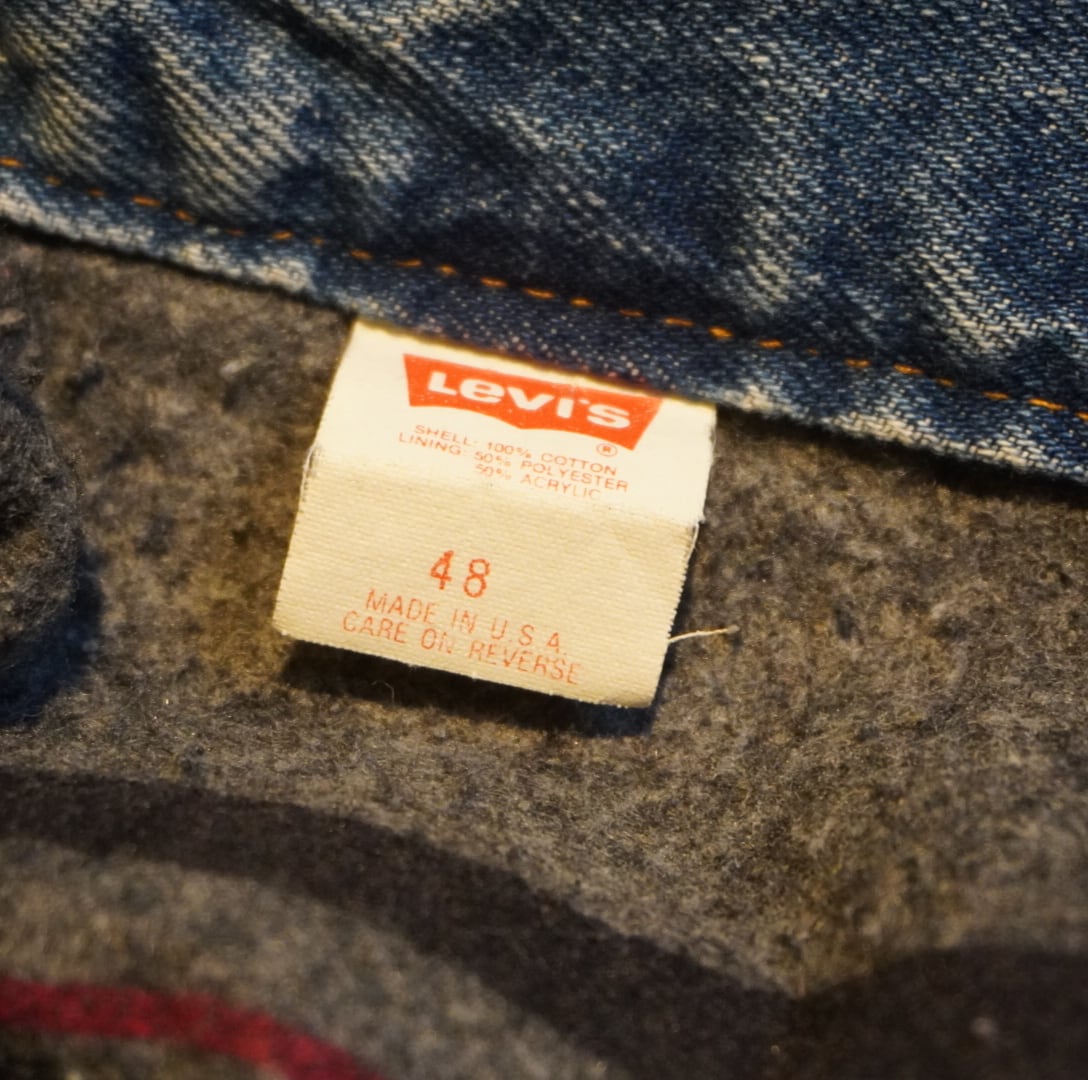 Levi's
®
SHELL: 100% COTTON
LINING: 50% POLYESTER
50% ACRYLIC
48
MADE IN U.S.A.
CARE ON REVERSE